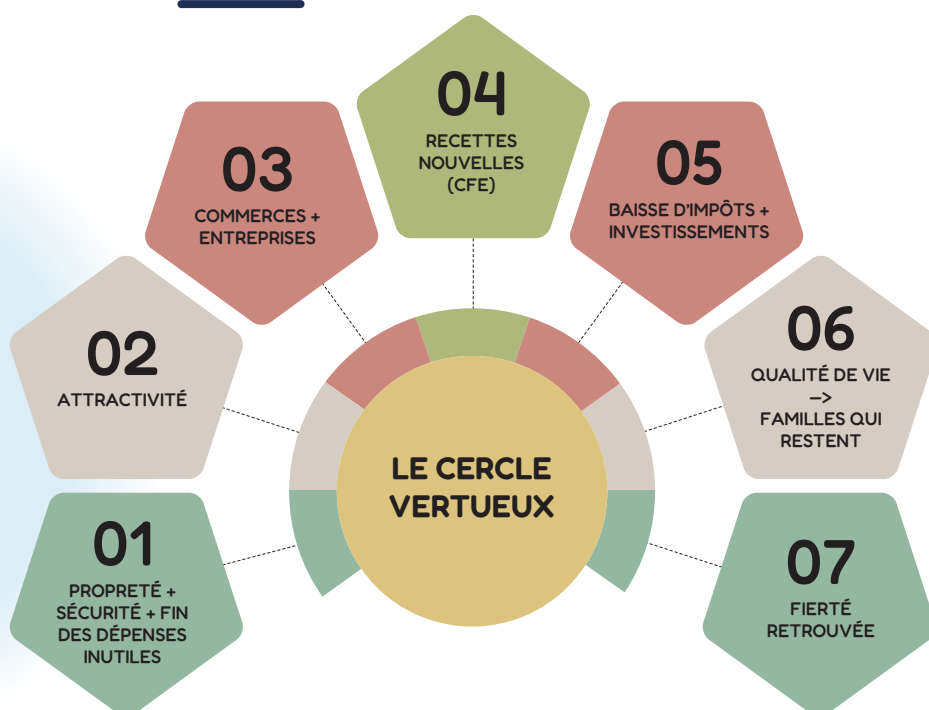 01
PROPRETÉ +
SÉCURITÉ + FIN
DES DÉPENSES
INUTILES
02
ATTRACTIVITÉ
03
COMMERCES +
ENTREPRISES
04
RECETTES
NOUVELLES
(CFE)
05
BAISSE D'IMPÔTS +
INVESTISSEMENTS
06
QUALITÉ DE VIE
–>
FAMILLES QUI
RESTENT
07
FIERTÉ
RETROUVÉE
LE CERCLE
VERTUEUX